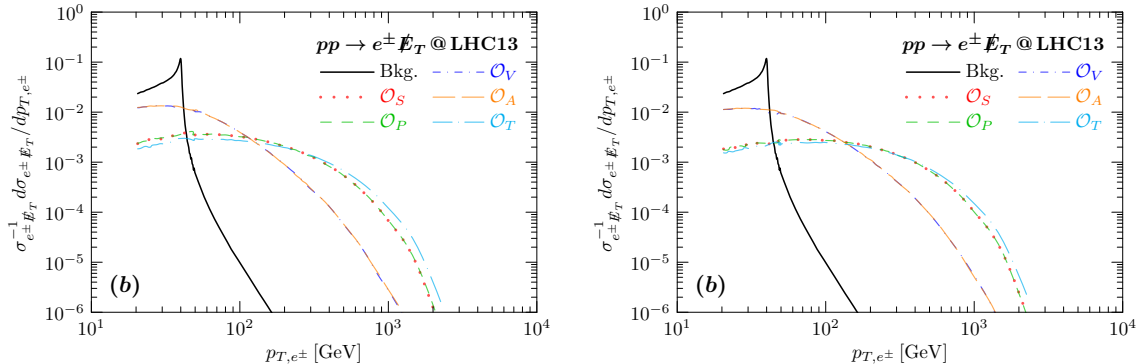 10^0
10^{-1}
10^{-2}
10^{-3}
10^{-4}
10^{-5}
10^{-6}
σ^{-1}_{e^± E̸_T} dσ_{e^± E̸_T}/dp_{T,e^±}
pp → e^± E̸_T @ LHC13
Bkg. 𝒪_V
𝒪_S 𝒪_A
𝒪_P 𝒪_T
(b)
10^1 10^2 10^3 10^4
p_{T,e^±} [GeV]
10^0
10^{-1}
10^{-2}
10^{-3}
10^{-4}
10^{-5}
10^{-6}
σ^{-1}_{e^± E̸_T} dσ_{e^± E̸_T}/dp_{T,e^±}
pp → e^± E̸_T @ LHC13
Bkg. 𝒪_V
𝒪_S 𝒪_A
𝒪_P 𝒪_T
(b)
10^1 10^2 10^3 10^4
p_{T,e^±} [GeV]